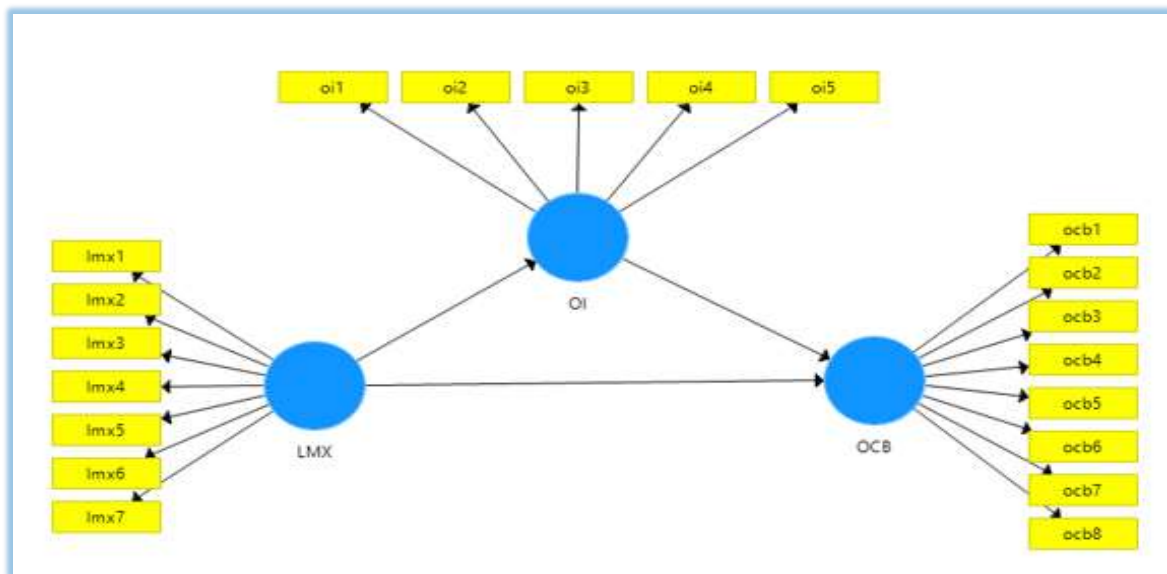 oi1 oi2 oi3 oi4 oi5
OI
lmx1
lmx2
lmx3
lmx4
lmx5
lmx6
lmx7
LMX
ocb1
ocb2
ocb3
ocb4
ocb5
ocb6
ocb7
ocb8
OCB